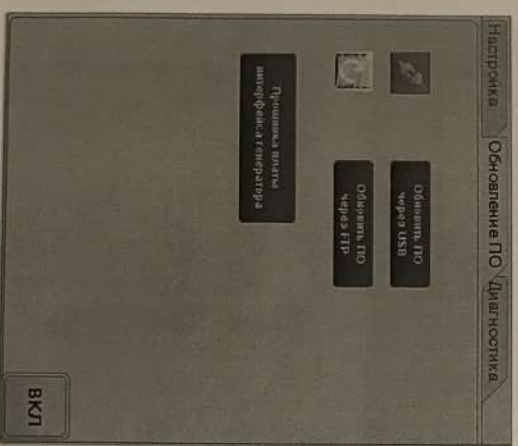 Настройка
Обновление ПО
Диагностика
Обновить ПО
через USB
Обновить ПО
через FTP
Прошивка платы
интерфейса генератора
ВКЛ